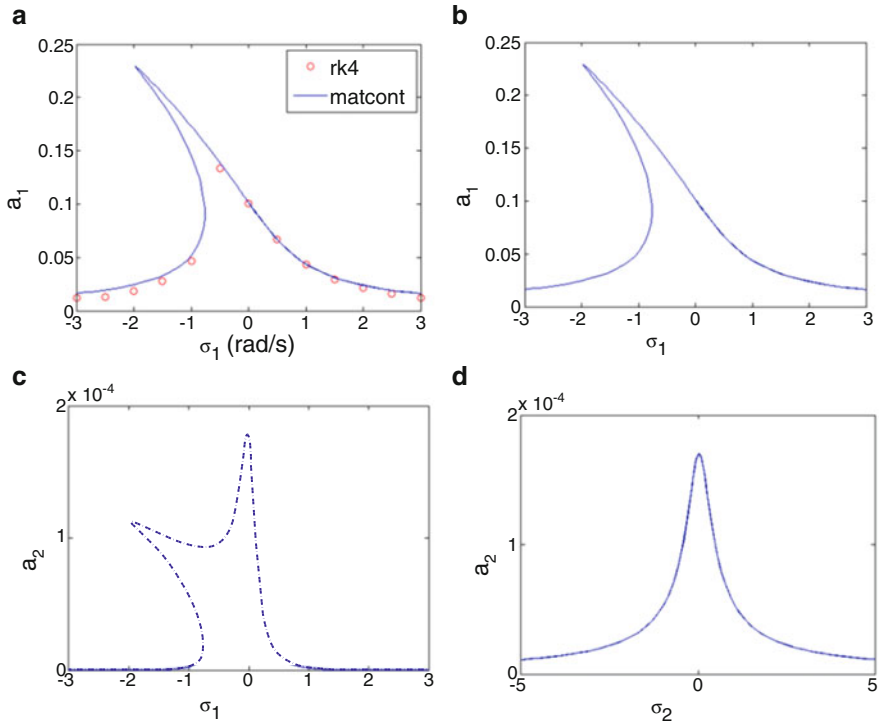 a
0.25
0.2
0.15
0.1
0.05
0
a₁
rk4
matcont
-3 -2 -1 0 1 2 3
σ₁ (rad/s)
b
0.25
0.2
0.15
0.1
0.05
0
a₁
-3 -2 -1 0 1 2 3
σ₁
c
2 x 10⁻⁴
1
0
a₂
-3 -2 -1 0 1 2 3
σ₁
d
2 x 10⁻⁴
1
0
a₂
-5 0 5
σ₂